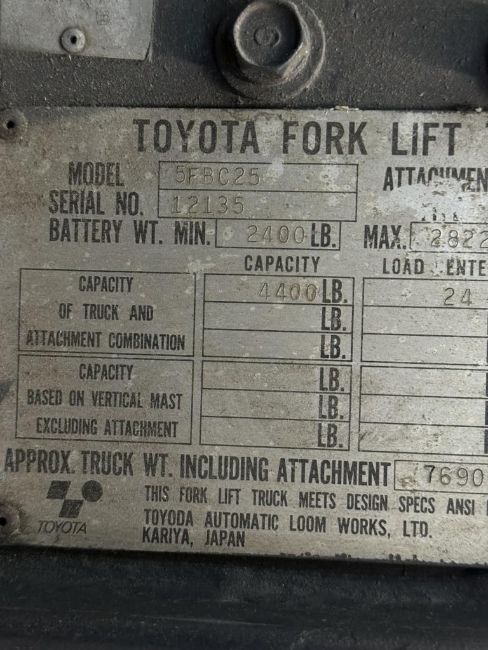 TOYOTA FORK LIFT
MODEL 5FBC25
SERIAL NO. 12135
BATTERY WT. MIN. 2400 LB. MAX. 2822
CAPACITY LOAD
CAPACITY OF TRUCK AND ATTACHMENT COMBINATION
4400 LB. 24
LB.
LB.
CAPACITY BASED ON VERTICAL MAST EXCLUDING ATTACHMENT
LB.
LB.
LB.
APPROX. TRUCK WT. INCLUDING ATTACHMENT 7690
THIS FORK LIFT TRUCK MEETS DESIGN SPECS ANSI
TOYOTA
TOYODA AUTOMATIC LOOM WORKS, LTD.
KARIYA, JAPAN